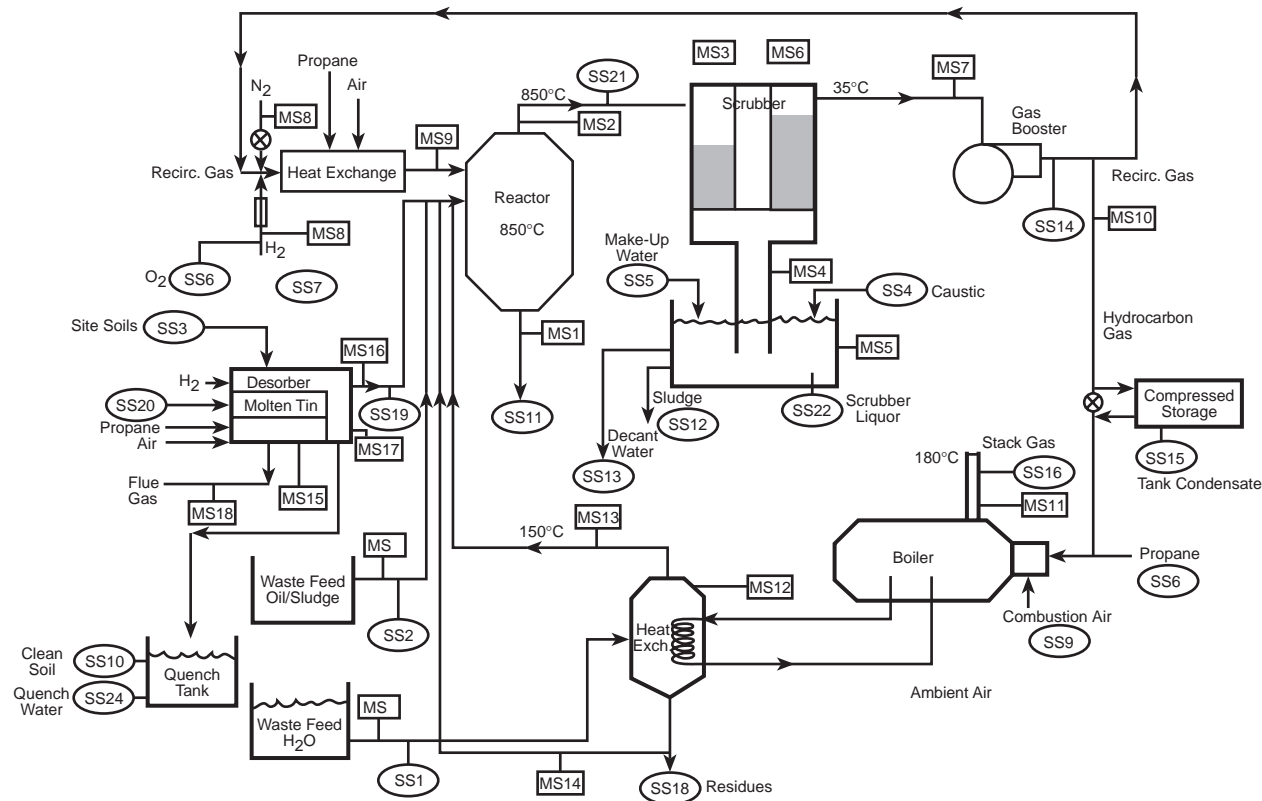 MS3
MS6
Propane
SS21
MS7
Air
N2
850°C
Scrubber
35°C
MS8
MS2
Gas
Booster
MS9
Recirc. Gas
Heat Exchange
Recirc. Gas
Reactor
850°C
MS10
SS14
MS8
H2
Make-Up
Water
O2
SS6
SS7
SS5
MS4
SS4
Caustic
Site Soils
SS3
MS1
Hydrocarbon
Gas
MS16
MS5
H2
Desorber
SS20
Molten Tin
SS19
SS11
Sludge
SS12
SS22
Scrubber
Liquor
Compressed
Storage
Propane
Air
MS17
Decant
Water
Stack Gas
SS13
180°C
SS16
SS15
Tank Condensate
Flue
Gas
MS15
MS18
MS11
MS13
150°C
MS
Boiler
Propane
SS6
Waste Feed
Oil/Sludge
MS12
SS2
Heat
Exch.
Combustion Air
SS9
Clean
Soil
SS10
Quench
Tank
Quench
Water
SS24
Ambient Air
MS
Waste Feed
H2O
SS1
MS14
SS18
Residues